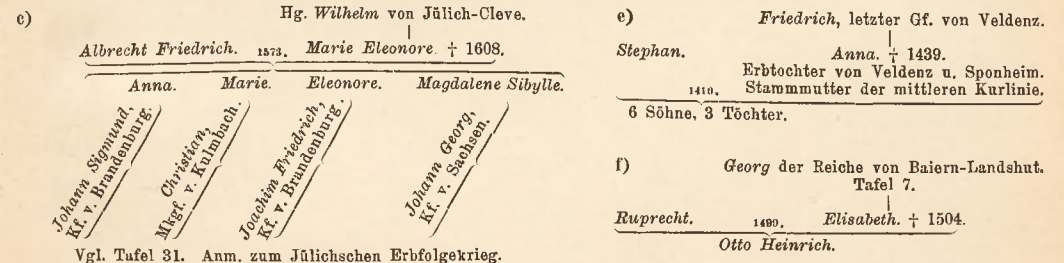 c)
Hg. Wilhelm von Jülich-Cleve.
Albrecht Friedrich. 1573. Marie Eleonore. † 1608.
Anna. Marie. Eleonore. Magdalene Sibylle.
Johann Sigmund,
Kf. v. Brandenburg.
Christian,
Mkgf. v. Kulmbach.
Joachim Friedrich,
Kf. v. Brandenburg.
Johann Georg,
Kf. v. Sachsen.
Vgl. Tafel 31. Anm. zum Jülichschen Erbfolgekrieg.
e)
Friedrich, letzter Gf. von Veldenz.
Stephan. Anna. † 1439.
Erbtochter von Veldenz u. Sponheim.
1410. Stammmutter der mittleren Kurlinie.
6 Söhne, 3 Töchter.
f)
Georg der Reiche von Baiern-Landshut.
Tafel 7.
Ruprecht. 1499. Elisabeth. † 1504.
Otto Heinrich.